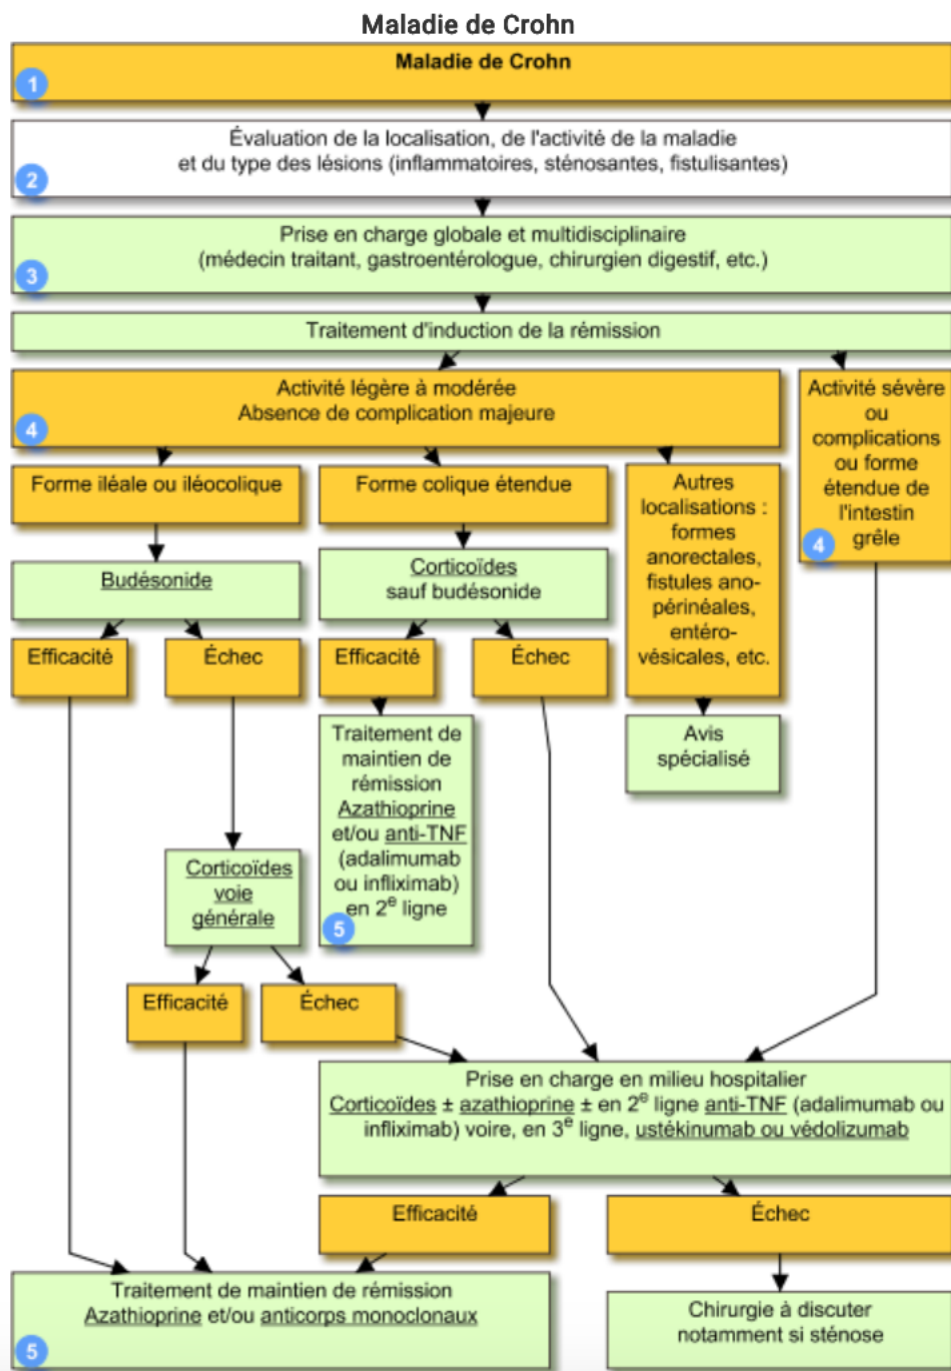 Maladie de Crohn
Maladie de Crohn
1
Évaluation de la localisation, de l'activité de la maladie
et du type des lésions (inflammatoires, sténosantes, fistulisantes)
2
Prise en charge globale et multidisciplinaire
(médecin traitant, gastroentérologue, chirurgien digestif, etc.)
3
Traitement d'induction de la rémission
Activité légère à modérée
Absence de complication majeure
4
Activité sévère
ou
complications
ou forme
étendue de
l'intestin
grêle
4
Forme iléale ou iléocolique
Forme colique étendue
Autres
localisations :
formes
anorectales,
fistules ano-
périnéales,
entéro-
vésicales, etc.
Budésonide
Corticoïdes
sauf budésonide
Efficacité
Échec
Efficacité
Échec
Traitement de
maintien de
rémission
Azathioprine
et/ou anti-TNF
(adalimumab
ou infliximab)
en 2e ligne
5
Avis
spécialisé
Corticoïdes
voie
générale
Efficacité
Échec
Prise en charge en milieu hospitalier
Corticoïdes ± azathioprine ± en 2e ligne anti-TNF (adalimumab ou
infliximab) voire, en 3e ligne, ustékinumab ou védolizumab
Efficacité
Échec
Traitement de maintien de rémission
Azathioprine et/ou anticorps monoclonaux
5
Chirurgie à discuter
notamment si sténose